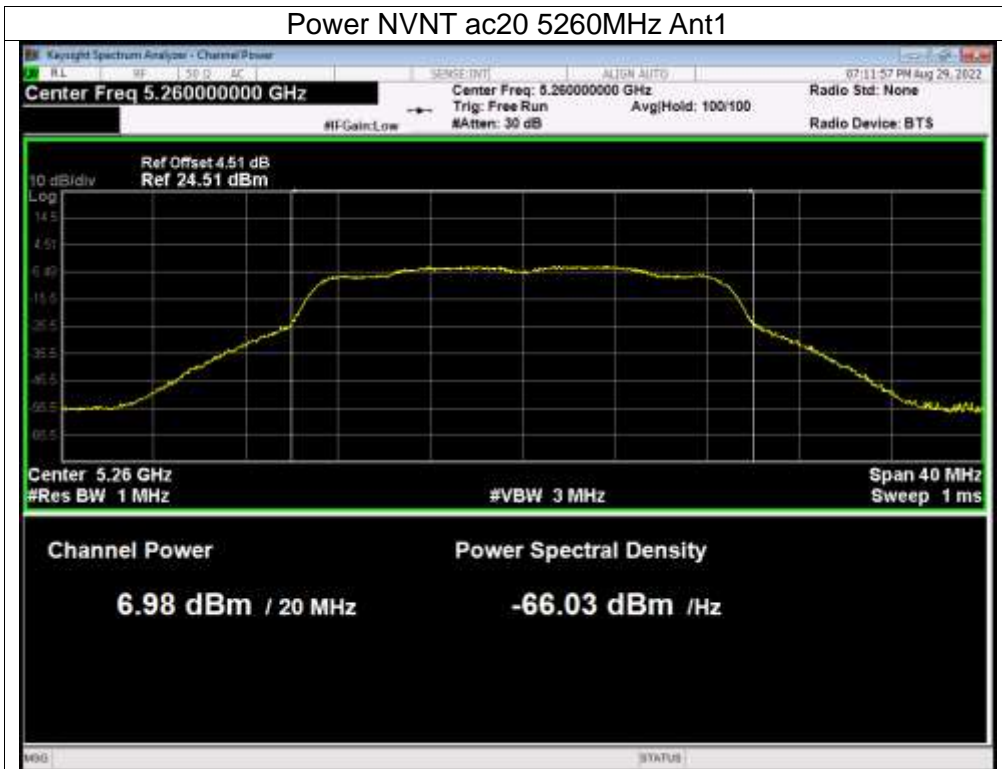 Power NVNT ac20 5260MHz Ant1
Keysight Spectrum Analyzer - Channel Power
RL RF 50 Ω AC SENSE:INT ALIGN AUTO 07:11:57 PM Aug 29, 2022
Center Freq 5.260000000 GHz Center Freq: 5.260000000 GHz Radio Std: None
Trig: Free Run Avg|Hold: 100/100
#IFGain:Low #Atten: 30 dB Radio Device: BTS
Ref Offset 4.51 dB
10 dB/div Ref 24.51 dBm
Log
14.5
4.51
-5.49
-15.5
-25.5
-35.5
-45.5
-55.5
-65.5
Center 5.26 GHz Span 40 MHz
#Res BW 1 MHz #VBW 3 MHz Sweep 1 ms
Channel Power Power Spectral Density
6.98 dBm / 20 MHz -66.03 dBm /Hz
MSG STATUS